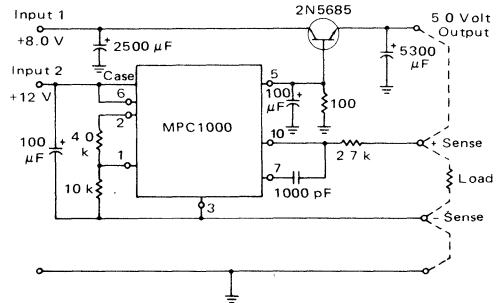 Input 1
+8.0 V
+
2500 μF
2N5685
5 0 Volt
Output
+
5300
μF
Input 2
+12 V
Case
6
2
4 0
k
1
10 k
100
μF
+
MPC1000
3
5
100
μF
+
100
10
2 7 k
7
1000 pF
+ Sense
Load
- Sense